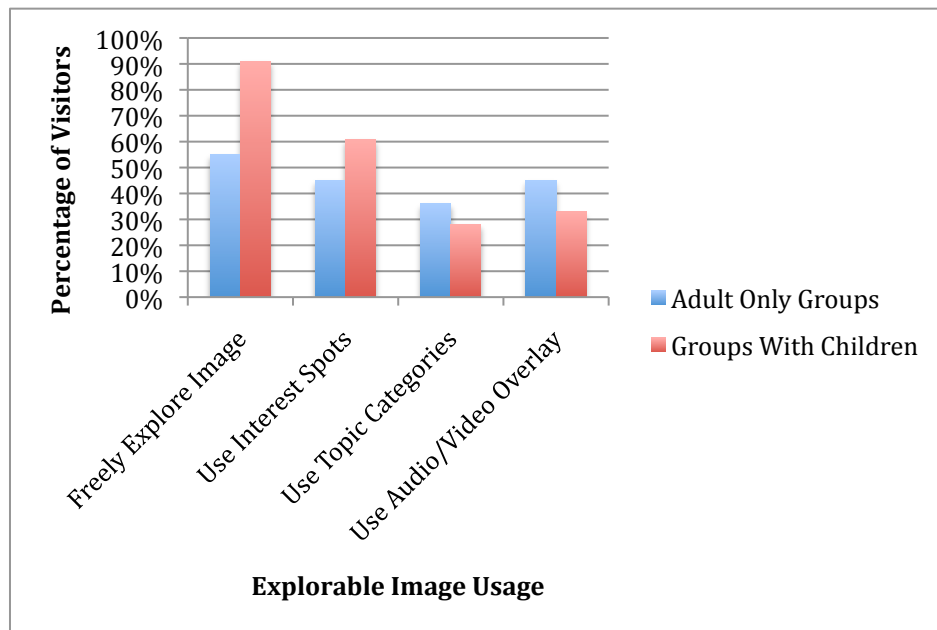 Percentage of Visitors
100%
90%
80%
70%
60%
50%
40%
30%
20%
10%
0%
Freely Explore Image
Use Interest Spots
Use Topic Categories
Use Audio/Video Overlay
Explorable Image Usage
Adult Only Groups
Groups With Children